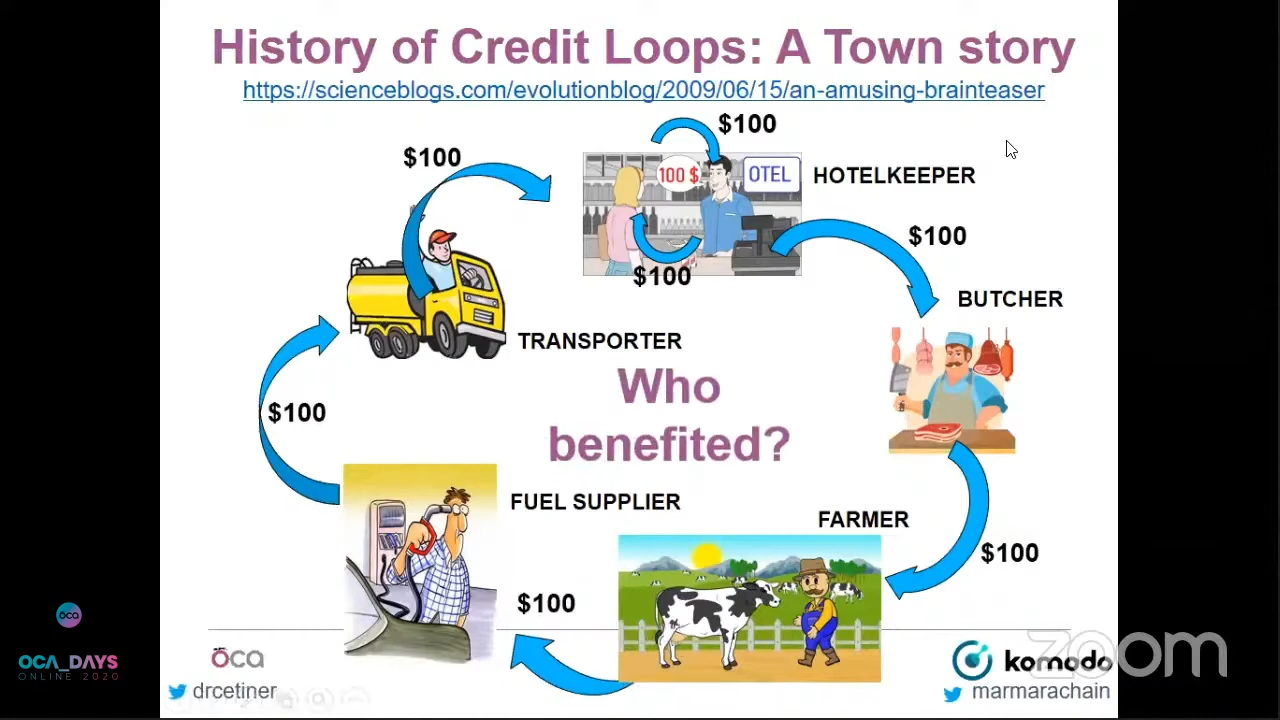 History of Credit Loops: A Town story
https://scienceblogs.com/evolutionblog/2009/06/15/an-amusing-brainteaser
$100
$100
100 $
OTEL
HOTELKEEPER
$100
$100
BUTCHER
TRANSPORTER
Who
benefited?
$100
FUEL SUPPLIER
FARMER
$100
$100
oca
OCA_DAYS
ONLINE 2020
öca
drcetiner
komodo
zoom
marmarachain